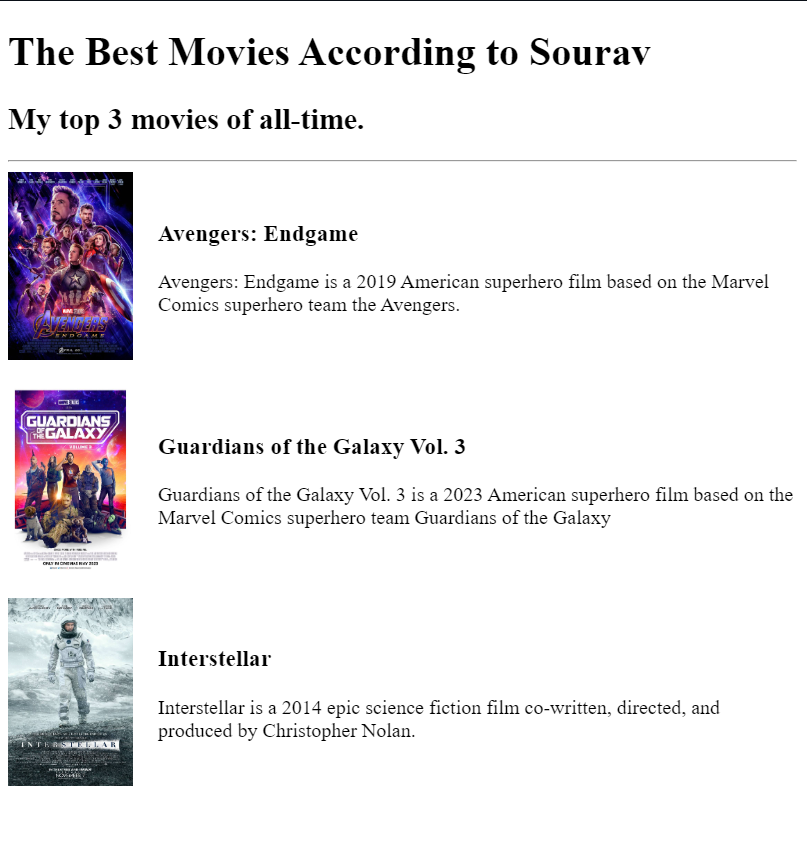 The Best Movies According to Sourav
My top 3 movies of all-time.
AVENGERS
ENDGAME
Avengers: Endgame
Avengers: Endgame is a 2019 American superhero film based on the Marvel
Comics superhero team the Avengers.
GUARDIANS
OF THE GALAXY
VOLUME 3
ONLY IN CINEMAS MAY 2023
Guardians of the Galaxy Vol. 3
Guardians of the Galaxy Vol. 3 is a 2023 American superhero film based on the
Marvel Comics superhero team Guardians of the Galaxy
INTERSTELLAR
Interstellar
Interstellar is a 2014 epic science fiction film co-written, directed, and
produced by Christopher Nolan.